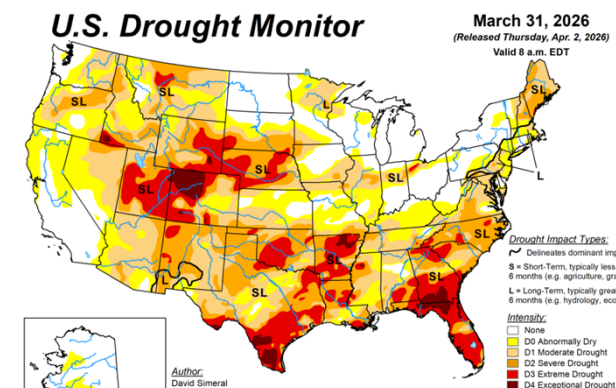 U.S. Drought Monitor
March 31, 2026
(Released Thursday, Apr. 2, 2026)
Valid 8 a.m. EDT
SL
SL
L
SL
SL
SL
SL
L
SL
SL
SL
SL
L
SL
Drought Impact Types:
Delineates dominant imp
S = Short-Term, typically less
6 months (e.g. agriculture, gra
L = Long-Term, typically grea
6 months (e.g. hydrology, eco
Intensity:
None
D0 Abnormally Dry
D1 Moderate Drought
D2 Severe Drought
D3 Extreme Drought
D4 Exceptional Drought
Author:
David Simeral